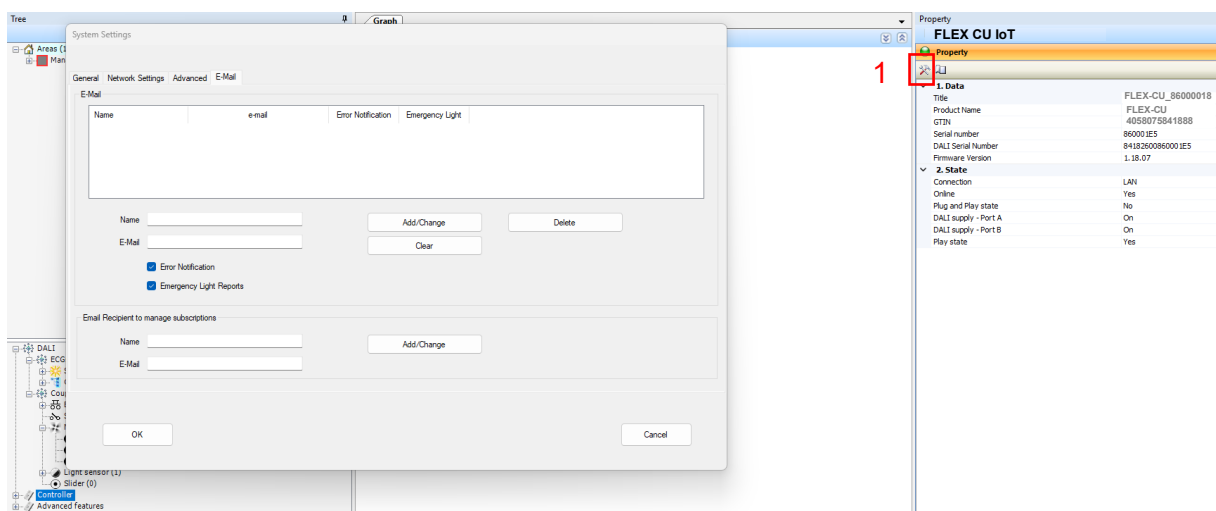 Tree
Graph
Property
System Settings
FLEX CU IoT
Areas (1
Property
Man
1
General Network Settings Advanced E-Mail
E-Mail
Name e-mail Error Notification Emergency Light
1. Data
Title FLEX-CU_86000018
Product Name FLEX-CU
GTIN 4058075841888
Serial number 860001E5
DALI Serial Number 84182600860001E5
Firmware Version 1.18.07
2. State
Connection LAN
Online Yes
Plug and Play state No
DALI supply - Port A On
DALI supply - Port B On
Play state Yes
Name Add/Change Delete
E-Mail Clear
Error Notification
Emergency Light Reports
Email Recipient to manage subscriptions
Name Add/Change
E-Mail
OK Cancel
DALI
ECG
Cou
Light sensor (1)
Slider (0)
Controller
Advanced features